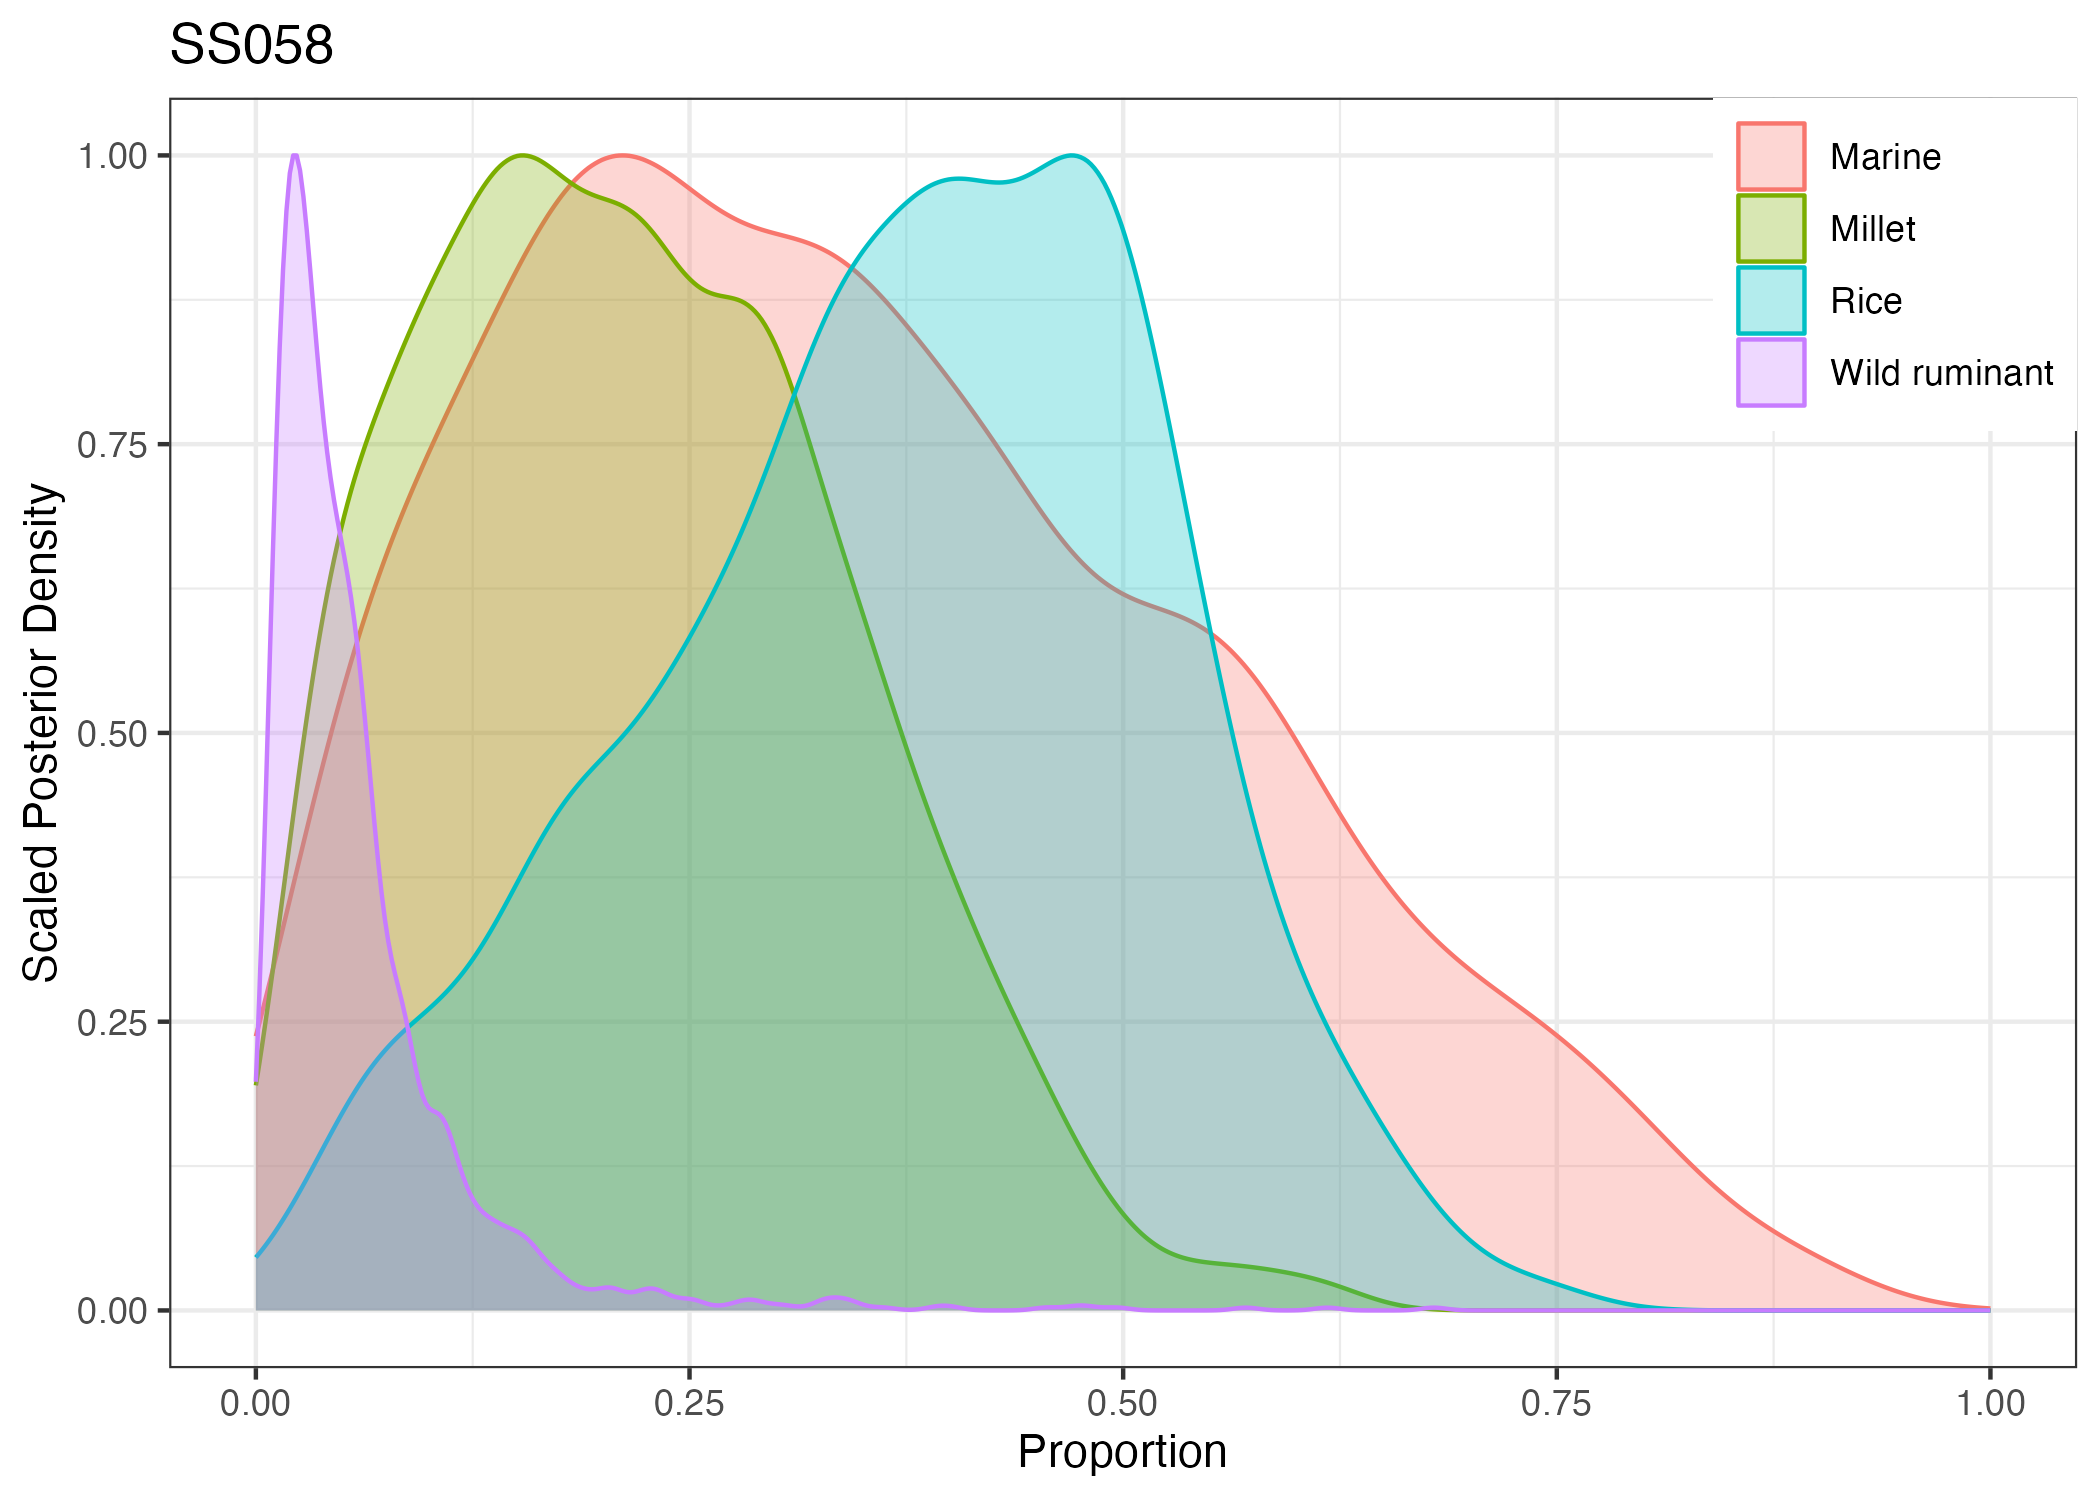 SS058
Marine
Millet
Rice
Wild ruminant
1.00
0.75
0.50
0.25
0.00
Scaled Posterior Density
0.00 0.25 0.50 0.75 1.00
Proportion